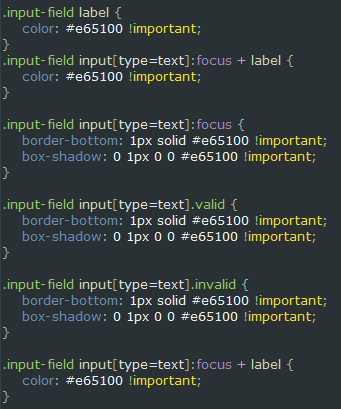 .input-field label {
color: #e65100 !important;
}
.input-field input[type=text]:focus + label {
color: #e65100 !important;
}
.input-field input[type=text]:focus {
border-bottom: 1px solid #e65100 !important;
box-shadow: 0 1px 0 0 #e65100 !important;
}
.input-field input[type=text].valid {
border-bottom: 1px solid #e65100 !important;
box-shadow: 0 1px 0 0 #e65100 !important;
}
.input-field input[type=text].invalid {
border-bottom: 1px solid #e65100 !important;
box-shadow: 0 1px 0 0 #e65100 !important;
}
.input-field input[type=text]:focus + label {
color: #e65100 !important;
}